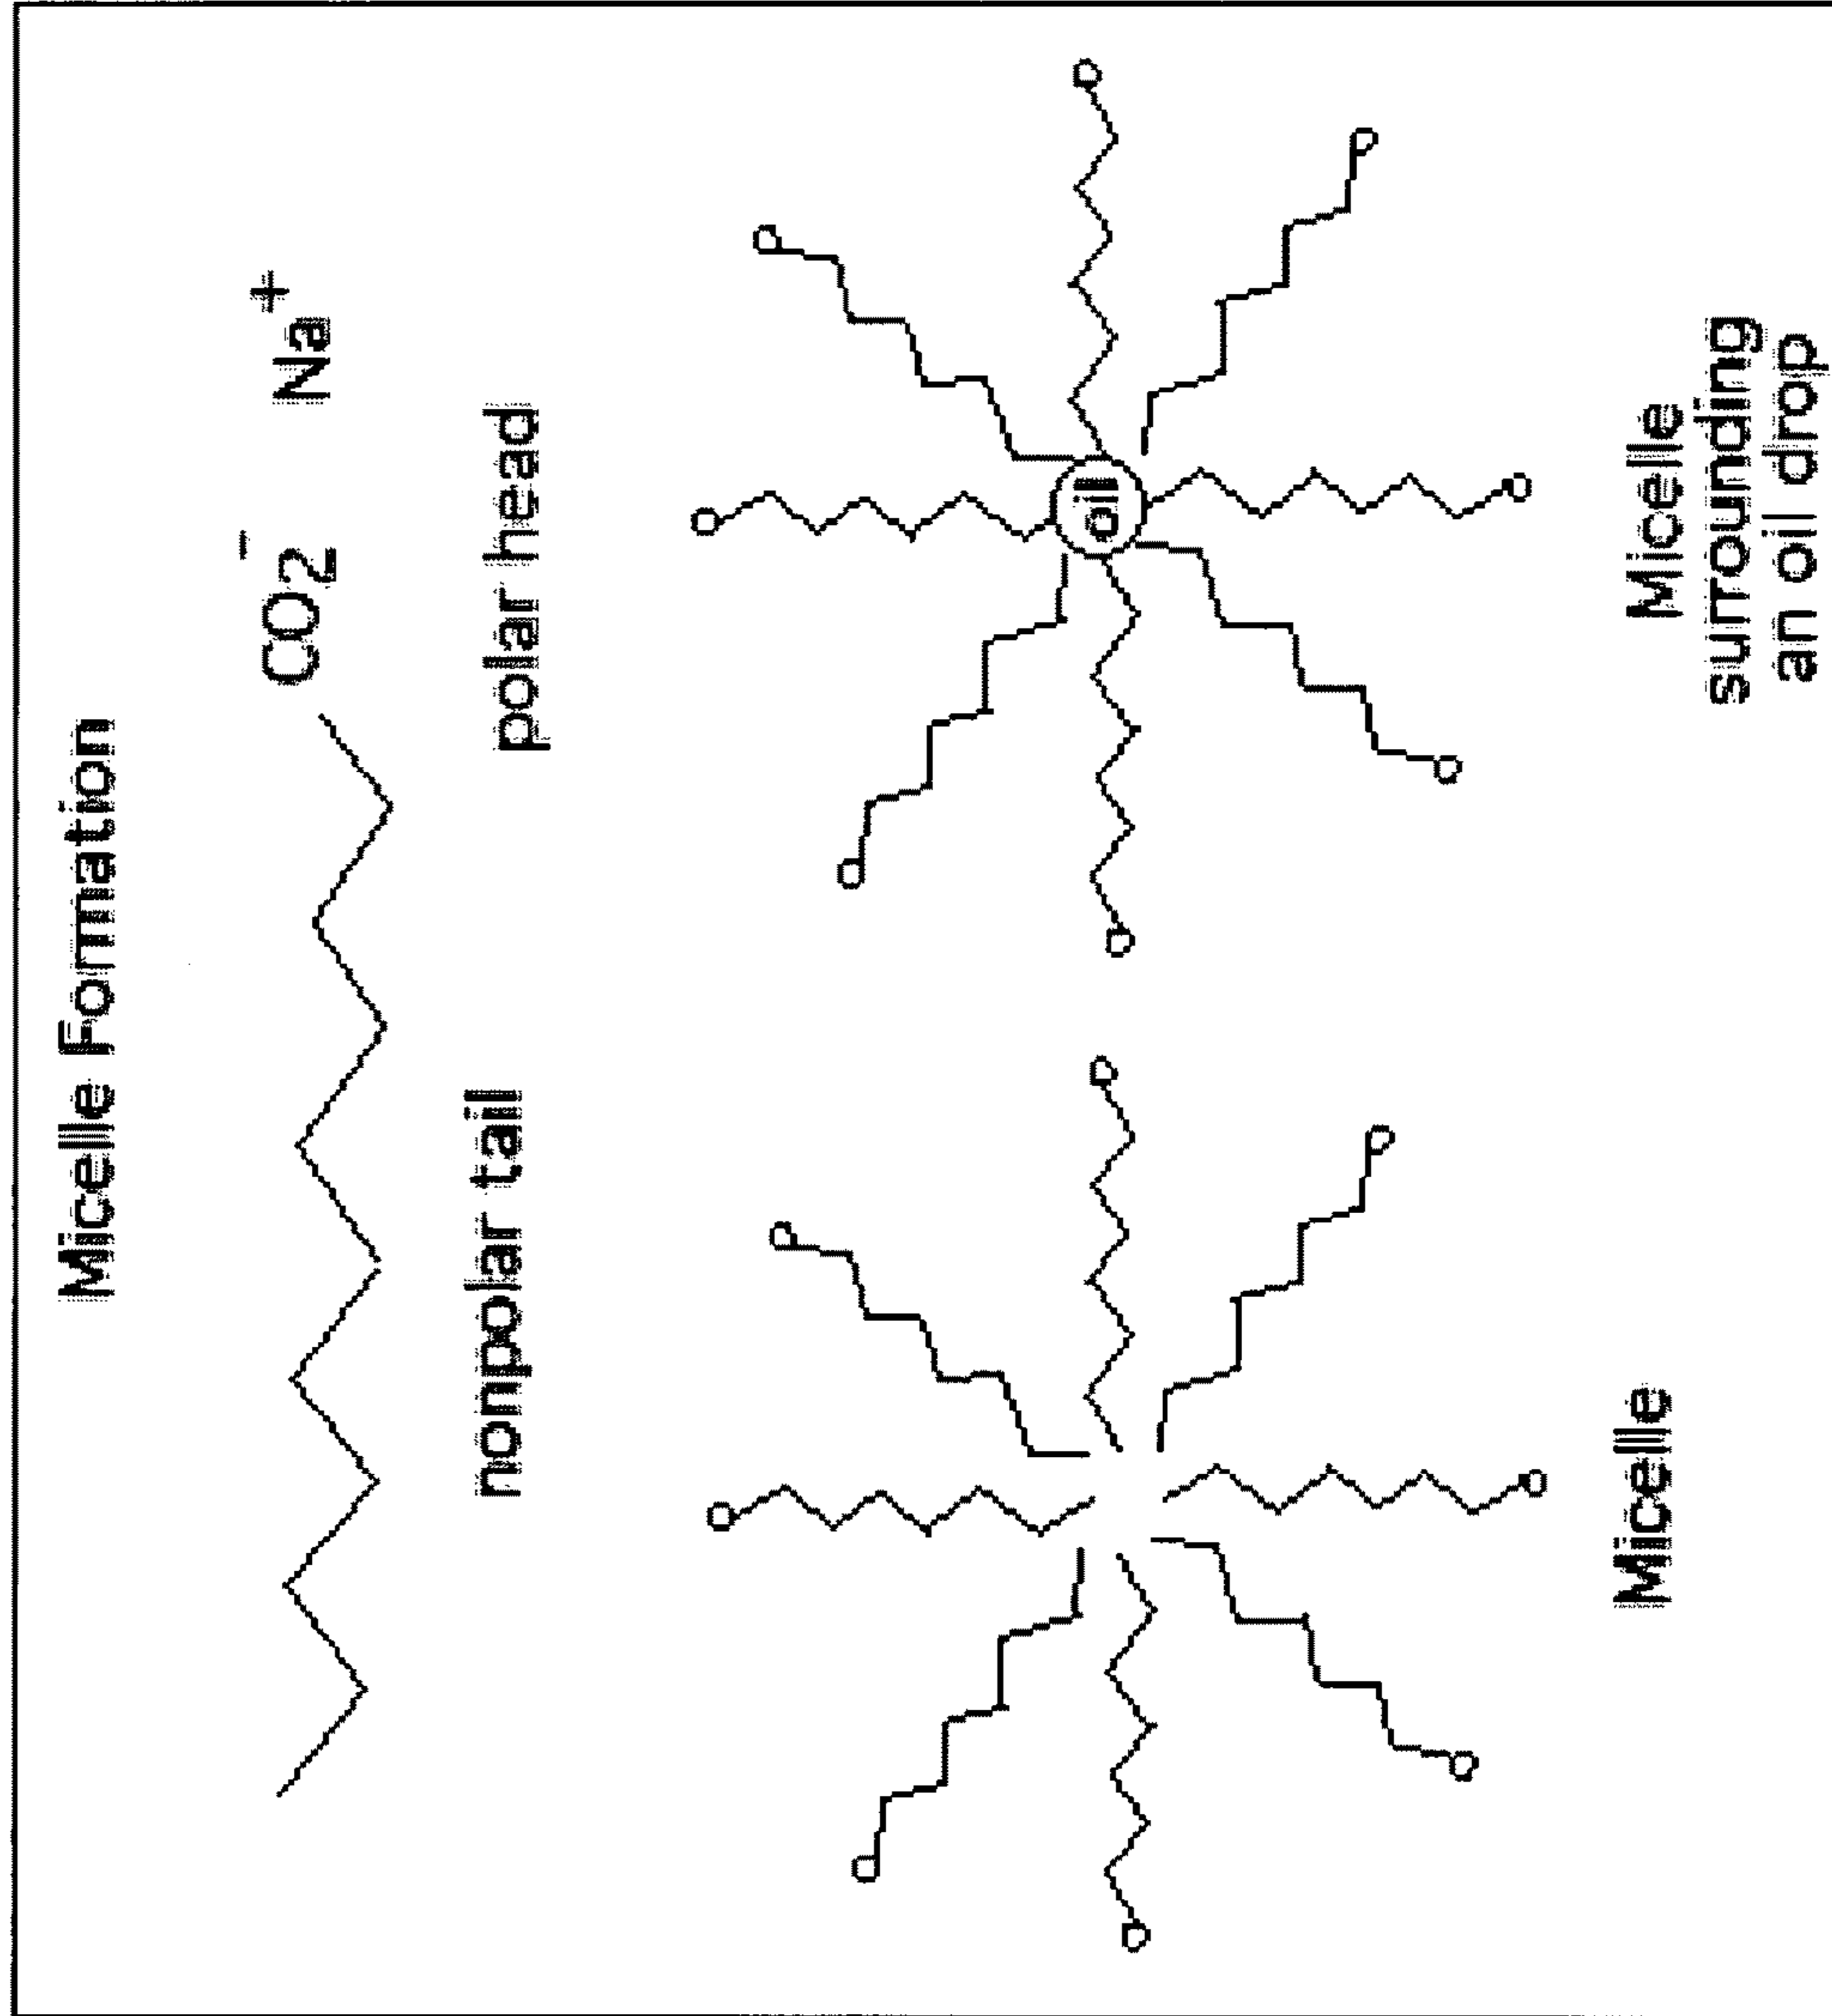 Micelle Formation
CO2- Na+
nonpolar tail polar head
oil
Micelle
Micelle
surrounding
an oil drop